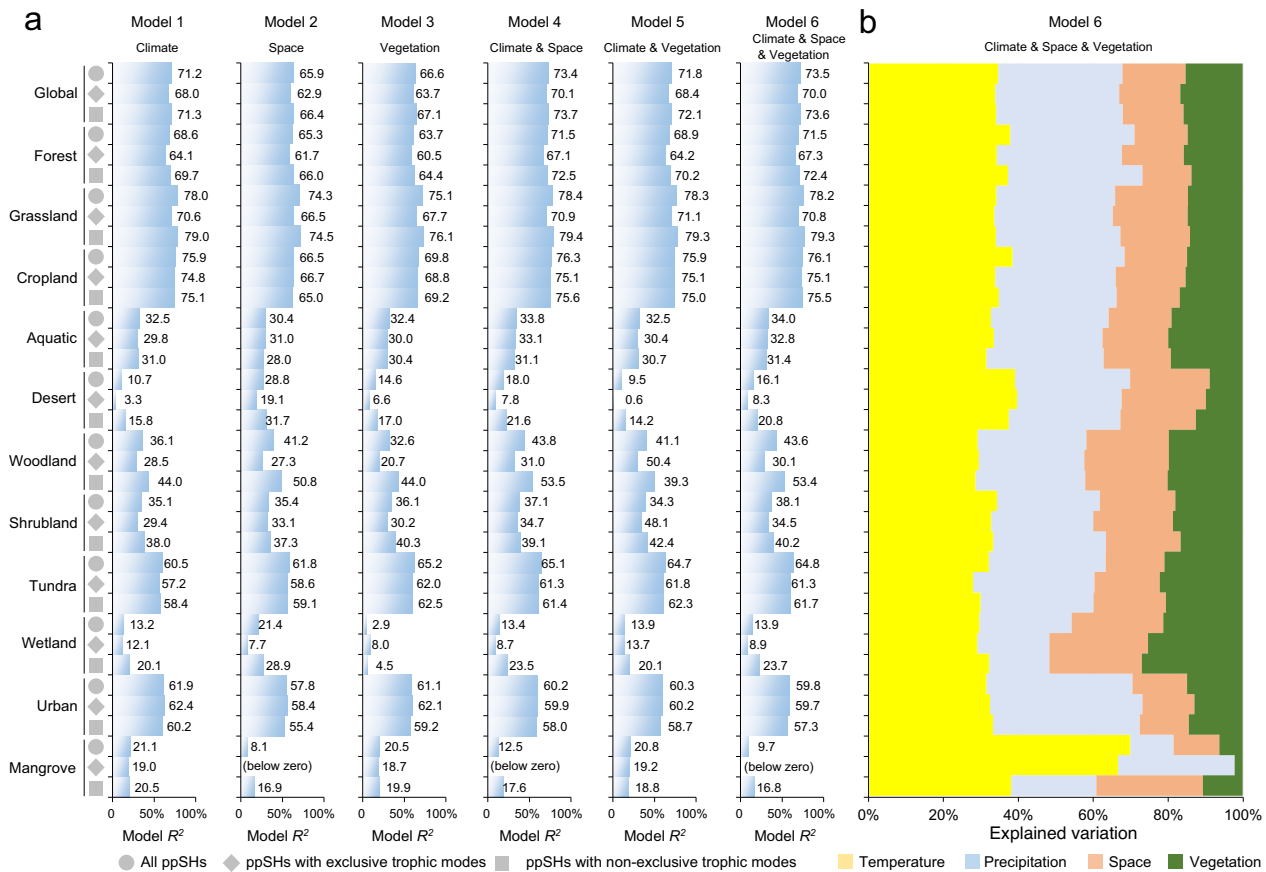 a
Model 1
Model 2
Model 3
Model 4
Model 5
Model 6
b
Model 6
Climate
Space
Vegetation
Climate & Space
Climate & Vegetation
Climate & Space
& Vegetation
Climate & Space & Vegetation
71.2 65.9 66.6 73.4 71.8 73.5
Global 68.0 62.9 63.7 70.1 68.4 70.0
71.3 66.4 67.1 73.7 72.1 73.6
68.6 65.3 63.7 71.5 68.9 71.5
Forest 64.1 61.7 60.5 67.1 64.2 67.3
69.7 66.0 64.4 72.5 70.2 72.4
78.0 74.3 75.1 78.4 78.3 78.2
Grassland 70.6 66.5 67.7 70.9 71.1 70.8
79.0 74.5 76.1 79.4 79.3 79.3
75.9 66.5 69.8 76.3 75.9 76.1
Cropland 74.8 66.7 68.8 75.1 75.1 75.1
75.1 65.0 69.2 75.6 75.0 75.5
32.5 30.4 32.4 33.8 32.5 34.0
Aquatic 29.8 31.0 30.0 33.1 30.4 32.8
31.0 28.0 30.4 31.1 30.7 31.4
10.7 28.8 14.6 18.0 9.5 16.1
Desert 3.3 19.1 6.6 7.8 0.6 8.3
15.8 31.7 17.0 21.6 14.2 20.8
36.1 41.2 32.6 43.8 41.1 43.6
Woodland 28.5 27.3 20.7 31.0 50.4 30.1
44.0 50.8 44.0 53.5 39.3 53.4
35.1 35.4 36.1 37.1 34.3 38.1
Shrubland 29.4 33.1 30.2 34.7 48.1 34.5
38.0 37.3 40.3 39.1 42.4 40.2
60.5 61.8 65.2 65.1 64.7 64.8
Tundra 57.2 58.6 62.0 61.3 61.8 61.3
58.4 59.1 62.5 61.4 62.3 61.7
13.2 21.4 2.9 13.4 13.9 13.9
Wetland 12.1 7.7 8.0 8.7 13.7 8.9
20.1 28.9 4.5 23.5 20.1 23.7
61.9 57.8 61.1 60.2 60.3 59.8
Urban 62.4 58.4 62.1 59.9 60.2 59.7
60.2 55.4 59.2 58.0 58.7 57.3
21.1 8.1 20.5 12.5 20.8 9.7
Mangrove 19.0 (below zero) 18.7 (below zero) 19.2 (below zero)
20.5 16.9 19.9 17.6 18.8 16.8
0 100% 0 100% 0 100% 0 100% 0 100% 0 100% 0% 20% 40% 60% 80% 100%
Model R² Model R² Model R² Model R² Model R² Model R² Explained variation
All ppSHs ppSHs with exclusive trophic modes ppSHs with non-exclusive trophic modes Temperature Precipitation Space Vegetation